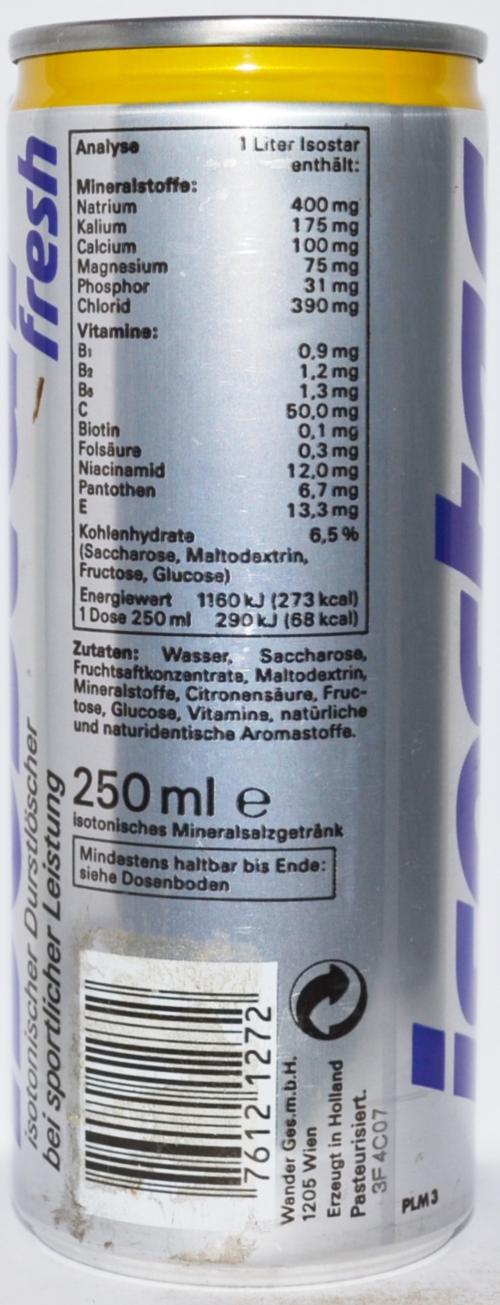 fresh
Analyse 1 Liter Isostar
enthält:
Mineralstoffe:
Natrium 400 mg
Kalium 175 mg
Calcium 100 mg
Magnesium 75 mg
Phosphor 31 mg
Chlorid 390 mg
Vitamine:
B1 0,9 mg
B2 1,2 mg
B6 1,3 mg
C 50,0 mg
Biotin 0,1 mg
Folsäure 0,3 mg
Niacinamid 12,0 mg
Pantothen 6,7 mg
E 13,3 mg
Kohlenhydrate 6,5 %
(Saccharose, Maltodextrin,
Fructose, Glucose)
Energiewert 1160 kJ (273 kcal)
1 Dose 250 ml 290 kJ (68 kcal)
Zutaten: Wasser, Saccharose,
Fruchtsaftkonzentrate, Maltodextrin,
Mineralstoffe, Citronensäure, Fruc-
tose, Glucose, Vitamine, natürliche
und naturidentische Aromastoffe.
250 ml e
isotonisches Mineralsalzgetränk
Mindestens haltbar bis Ende:
siehe Dosenboden
isotonischer Durstlöscher
bei sportlicher Leistung
7612 1272
Wander Ges.m.b.H.
1205 Wien
Erzeugt in Holland
Pasteurisiert.
3F 4C07
PLM 3
isostar